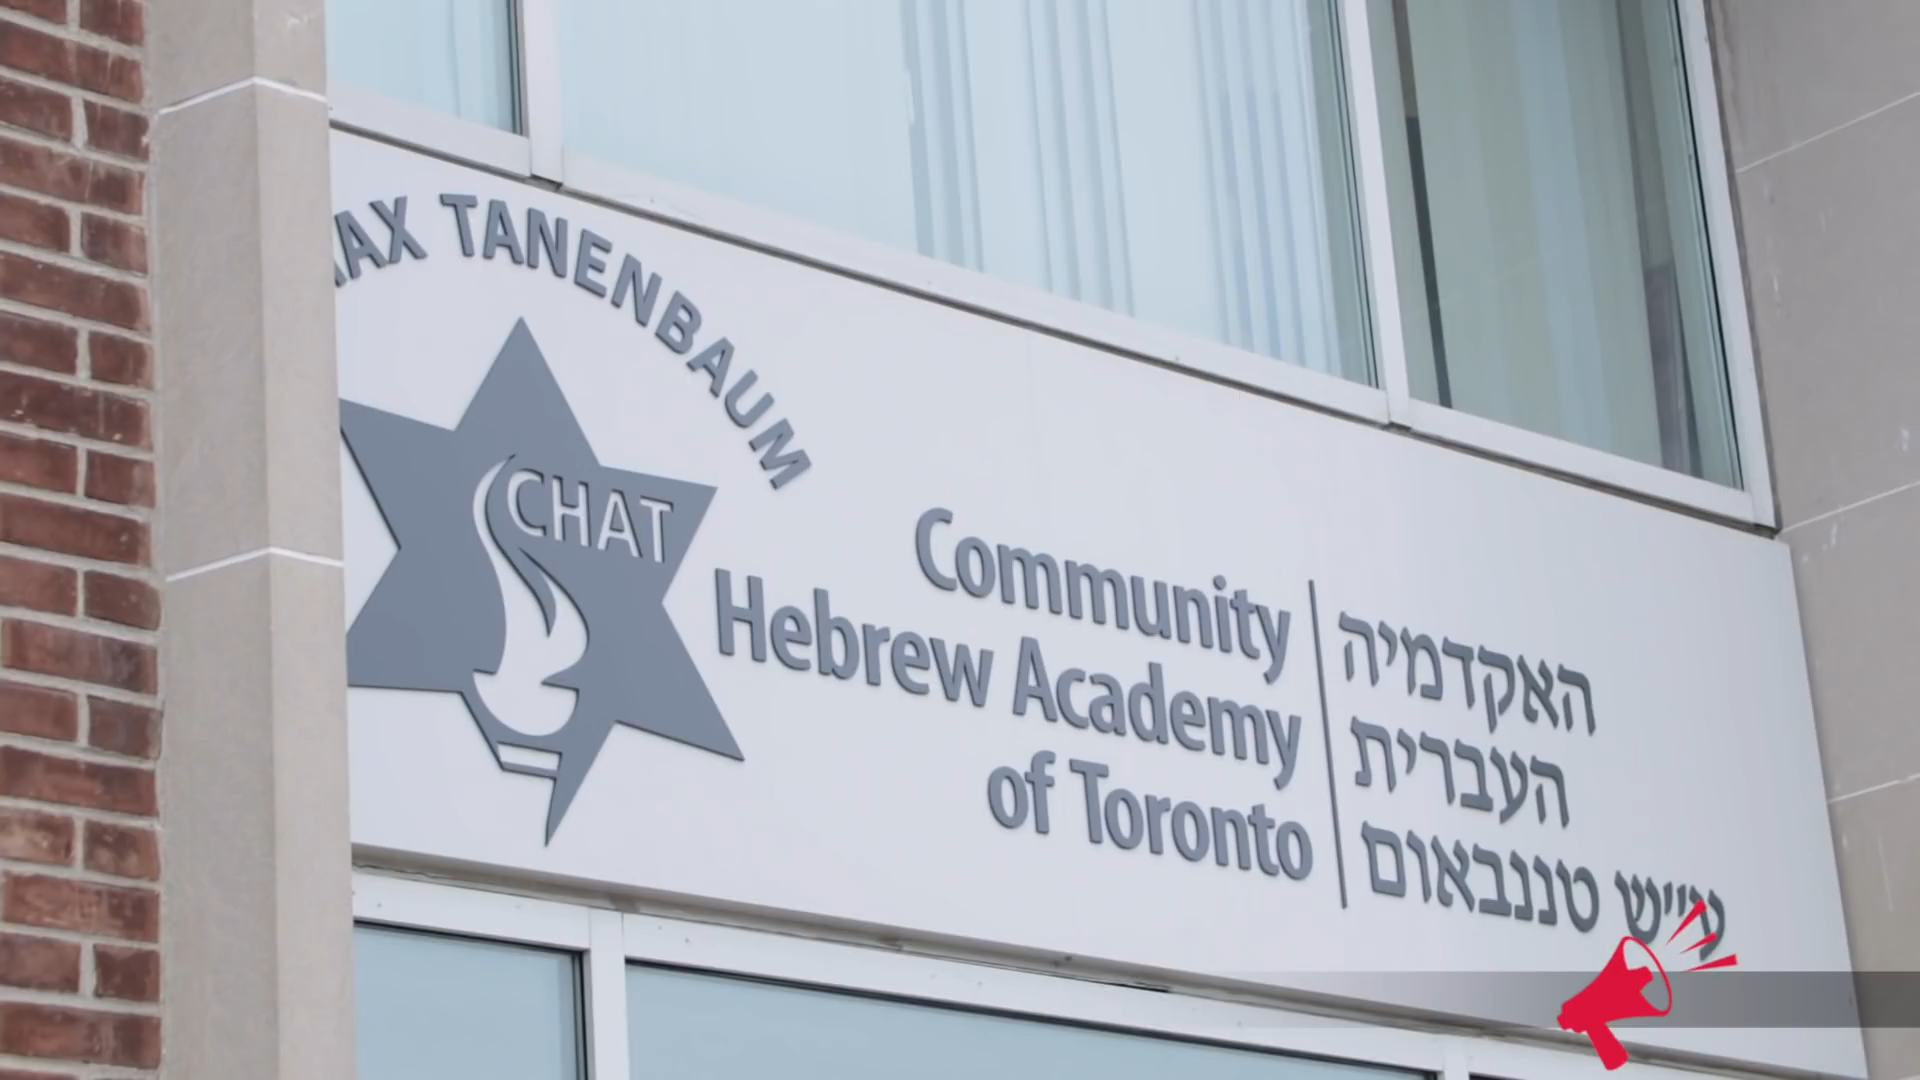 AX TANENBAUM
CHAT
Community
Hebrew Academy
of Toronto
האקדמיה
העברית
ע״ש טננבאום